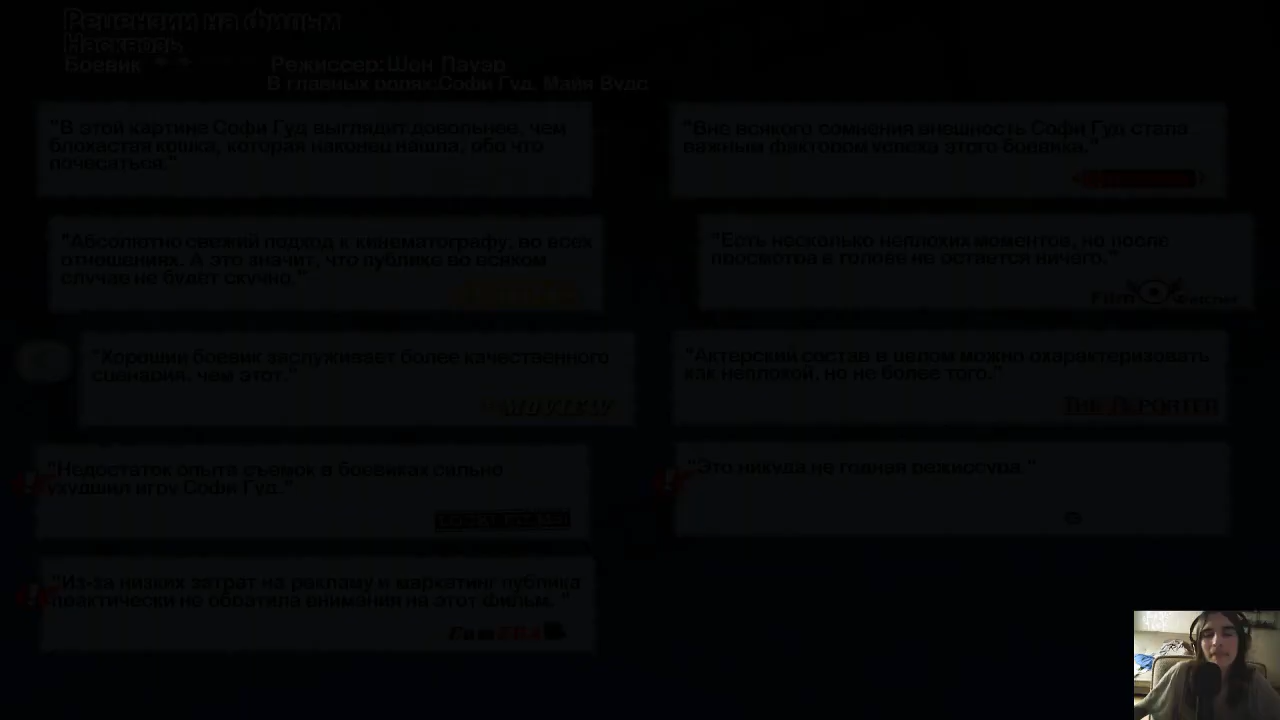 Рецензии на фильм
Насквозь
Боевик
Режиссер:Шон Пауэр
В главных ролях:Софи Гуд, Майя Вудс
"В этой картине Софи Гуд выглядит довольнее, чем
блохастая кошка, которая наконец нашла, обо что
почесаться."
"Вне всякого сомнения внешность Софи Гуд стала
важным фактором успеха этого боевика."
"Абсолютно свежий подход к кинематографу, во всех
отношениях. А это значит, что публике во всяком
случае не будет скучно."
"Есть несколько неплохих моментов, но после
просмотра в голове не остается ничего."
Film
"Хороший боевик заслуживает более качественного
сценария, чем этот."
MOVIEW
"Актерский состав в целом можно охарактеризовать
как неплохой, но не более того."
THE REPORTER
"Недостаток опыта съемок в боевиках сильно
ухудшил игру Софи Гуд."
"Это никуда не годная режиссура."
"Из-за низких затрат на рекламу и маркетинг публика
практически не обратила внимания на этот фильм. "